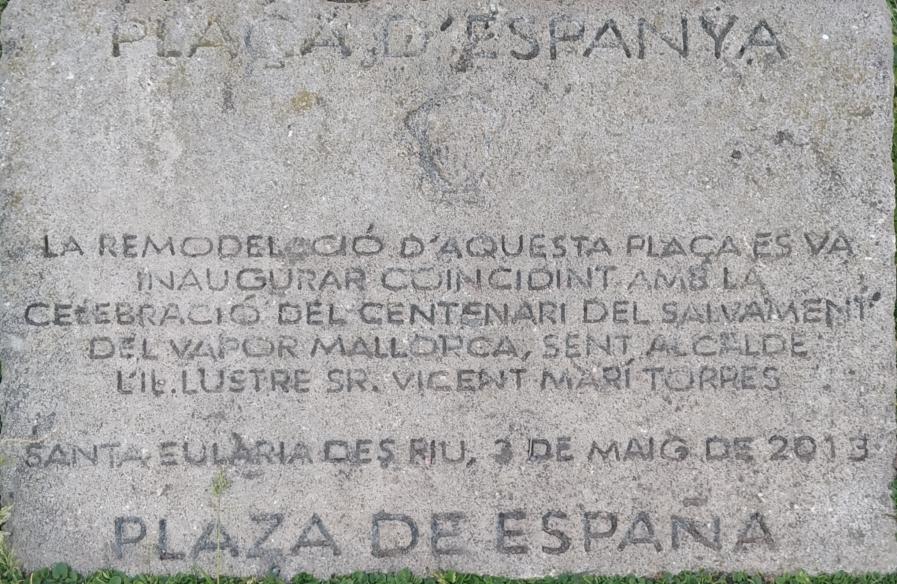 PLAÇA D'ESPANYA
LA REMODELACIÓ D'AQUESTA PLAÇA ES VA
INAUGURAR COINCIDINT AMB LA
CELEBRACIÓ DEL CENTENARI DEL SALVAMENT
DEL VAPOR MALLORCA, SENT ALCALDE
L'IL·LUSTRE SR. VICENT MARÍ TORRES
SANTA EULÀRIA DES RIU, 3 DE MAIG DE 2013
PLAZA DE ESPAÑA